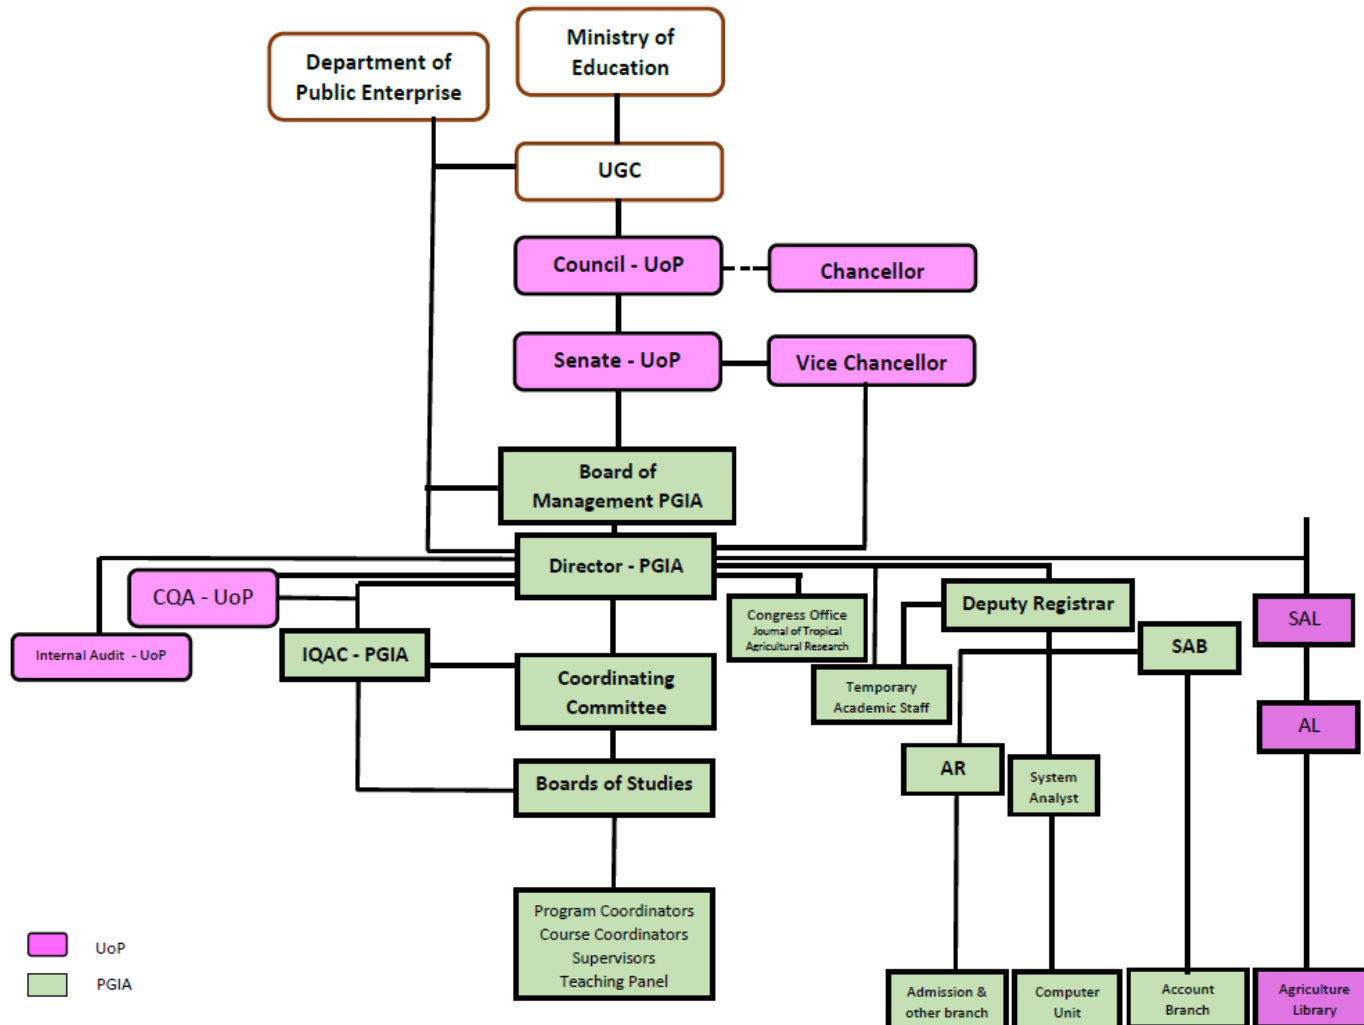 Ministry of
Education
Department of
Public Enterprise
UGC
Council - UoP
Chancellor
Senate - UoP
Vice Chancellor
Board of
Management PGIA
Director - PGIA
CQA - UoP
Internal Audit - UoP
IQAC - PGIA
Congress Office
Journal of Tropical
Agricultural Research
Deputy Registrar
SAB
SAL
Coordinating
Committee
Temporary
Academic Staff
AL
AR
System
Analyst
Boards of Studies
Program Coordinators
Course Coordinators
Supervisors
Teaching Panel
UoP
PGIA
Admission &
other branch
Computer
Unit
Account
Branch
Agriculture
Library